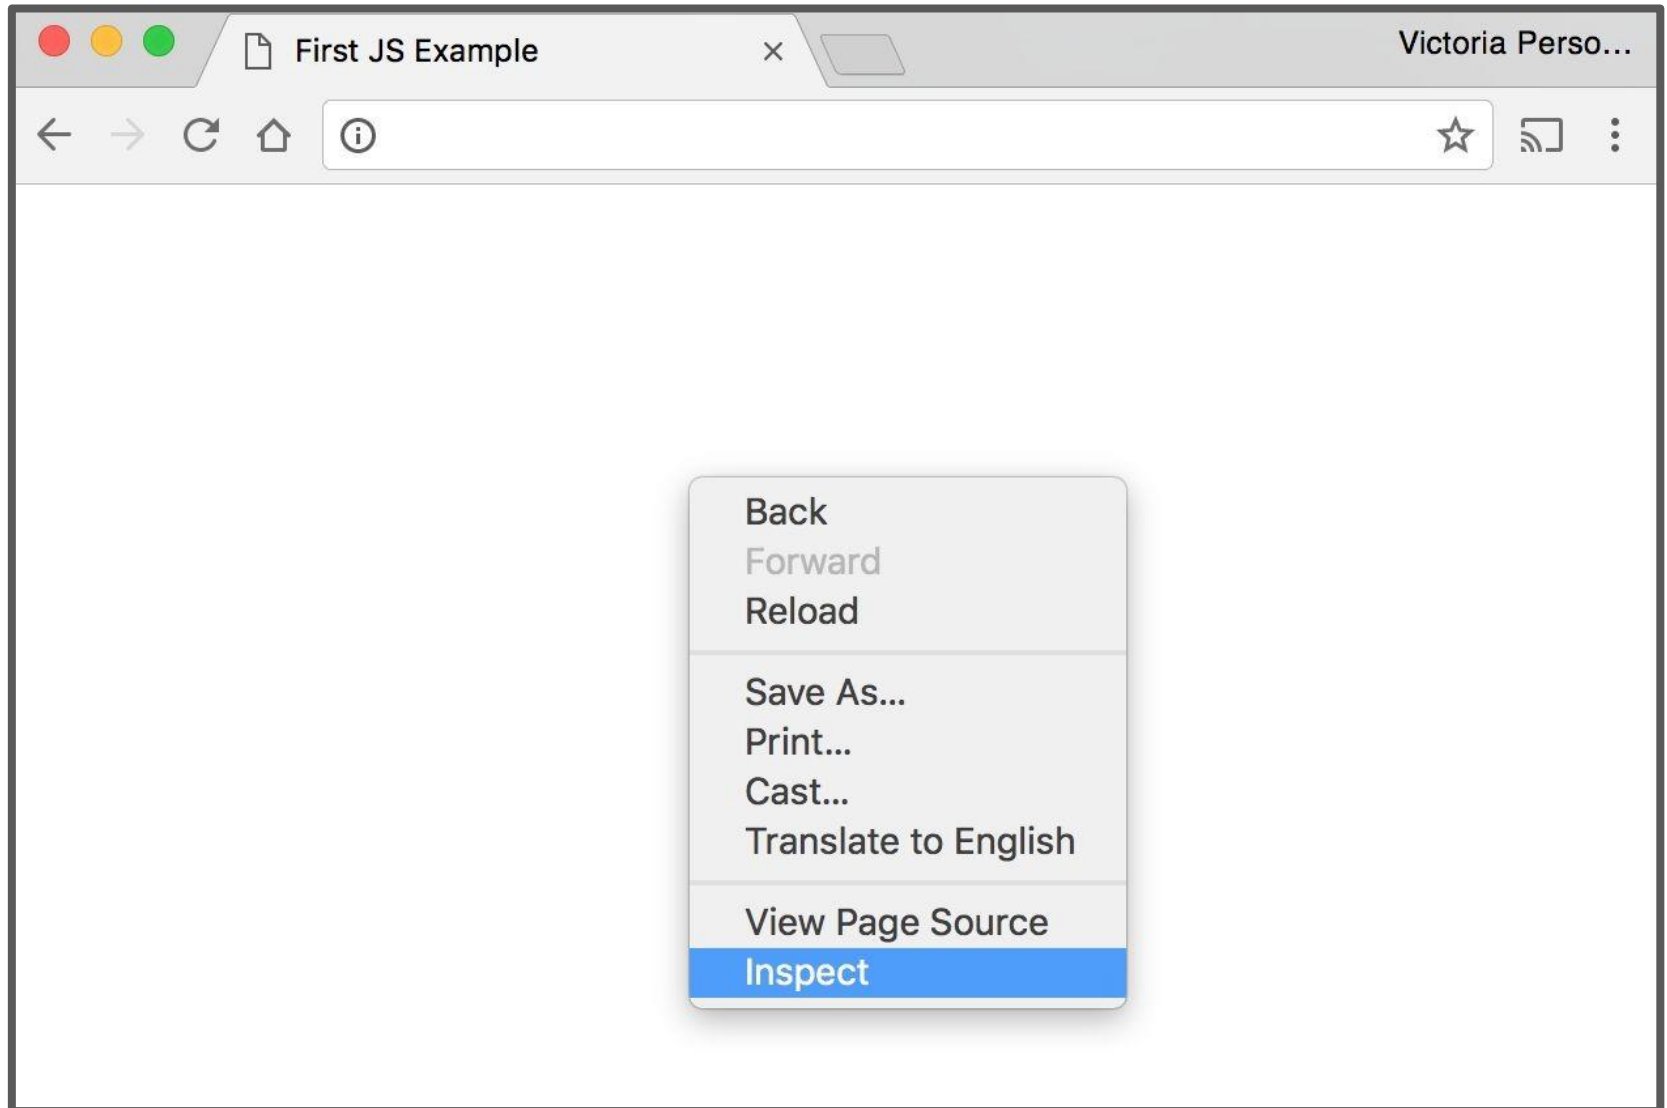 First JS Example
Victoria Perso...
Back
Forward
Reload
Save As...
Print...
Cast...
Translate to English
View Page Source
Inspect